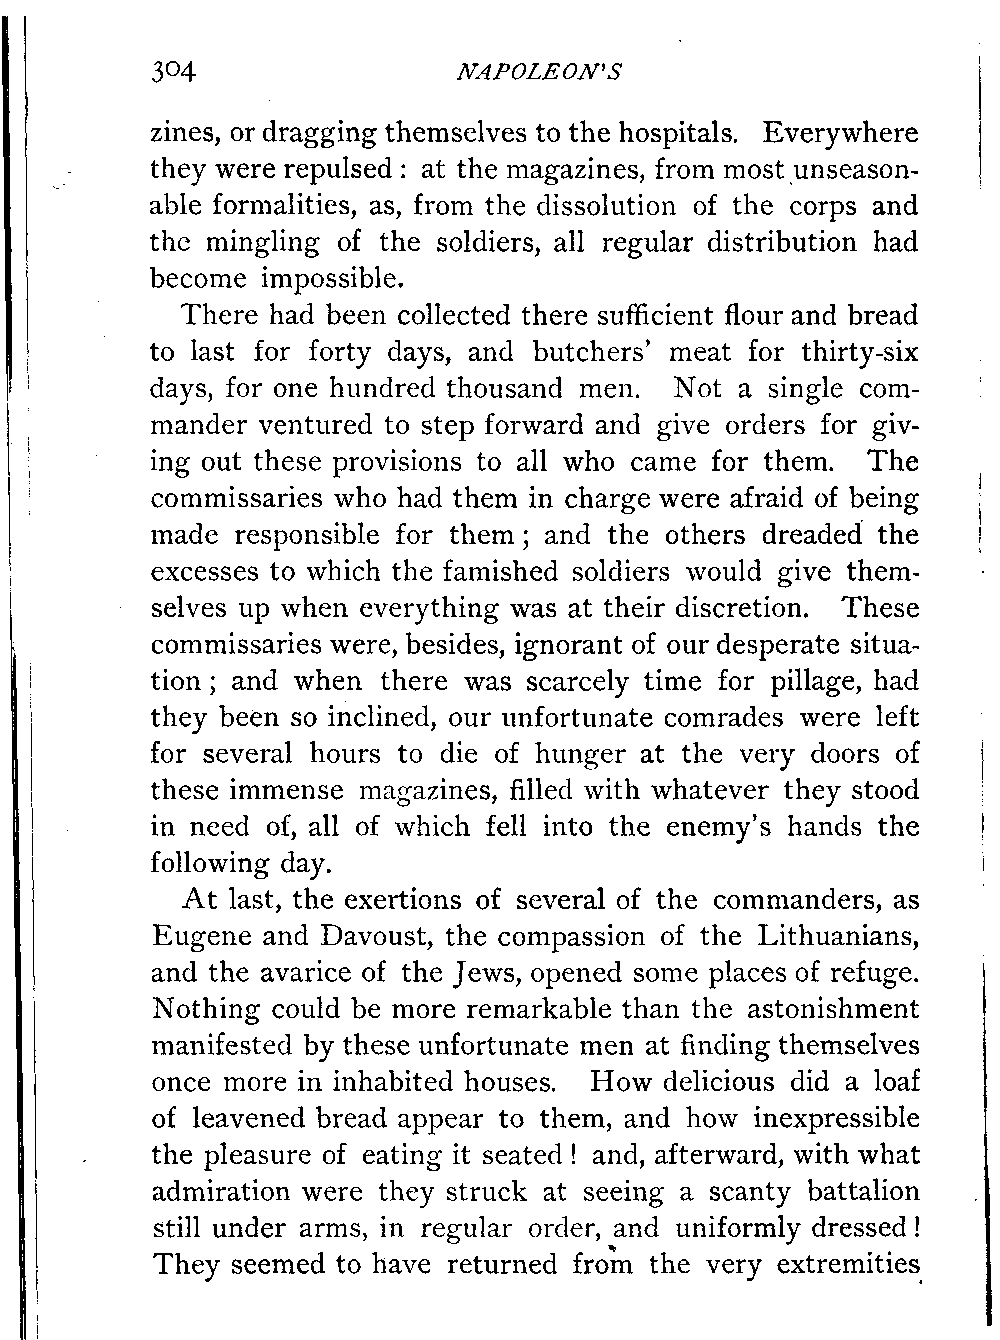 304 NAPOLEON'S
zines, or dragging themselves to the hospitals. Everywhere
they were repulsed : at the magazines, from most unseason-
able formalities, as, from the dissolution of the corps and
the mingling of the soldiers, all regular distribution had
become impossible.
There had been collected there sufficient flour and bread
to last for forty days, and butchers' meat for thirty-six
days, for one hundred thousand men. Not a single com-
mander ventured to step forward and give orders for giv-
ing out these provisions to all who came for them. The
commissaries who had them in charge were afraid of being
made responsible for them ; and the others dreaded the
excesses to which the famished soldiers would give them-
selves up when everything was at their discretion. These
commissaries were, besides, ignorant of our desperate situa-
tion ; and when there was scarcely time for pillage, had
they been so inclined, our unfortunate comrades were left
for several hours to die of hunger at the very doors of
these immense magazines, filled with whatever they stood
in need of, all of which fell into the enemy's hands the
following day.
At last, the exertions of several of the commanders, as
Eugene and Davoust, the compassion of the Lithuanians,
and the avarice of the Jews, opened some places of refuge.
Nothing could be more remarkable than the astonishment
manifested by these unfortunate men at finding themselves
once more in inhabited houses. How delicious did a loaf
of leavened bread appear to them, and how inexpressible
the pleasure of eating it seated ! and, afterward, with what
admiration were they struck at seeing a scanty battalion
still under arms, in regular order, and uniformly dressed !
They seemed to have returned from the very extremities